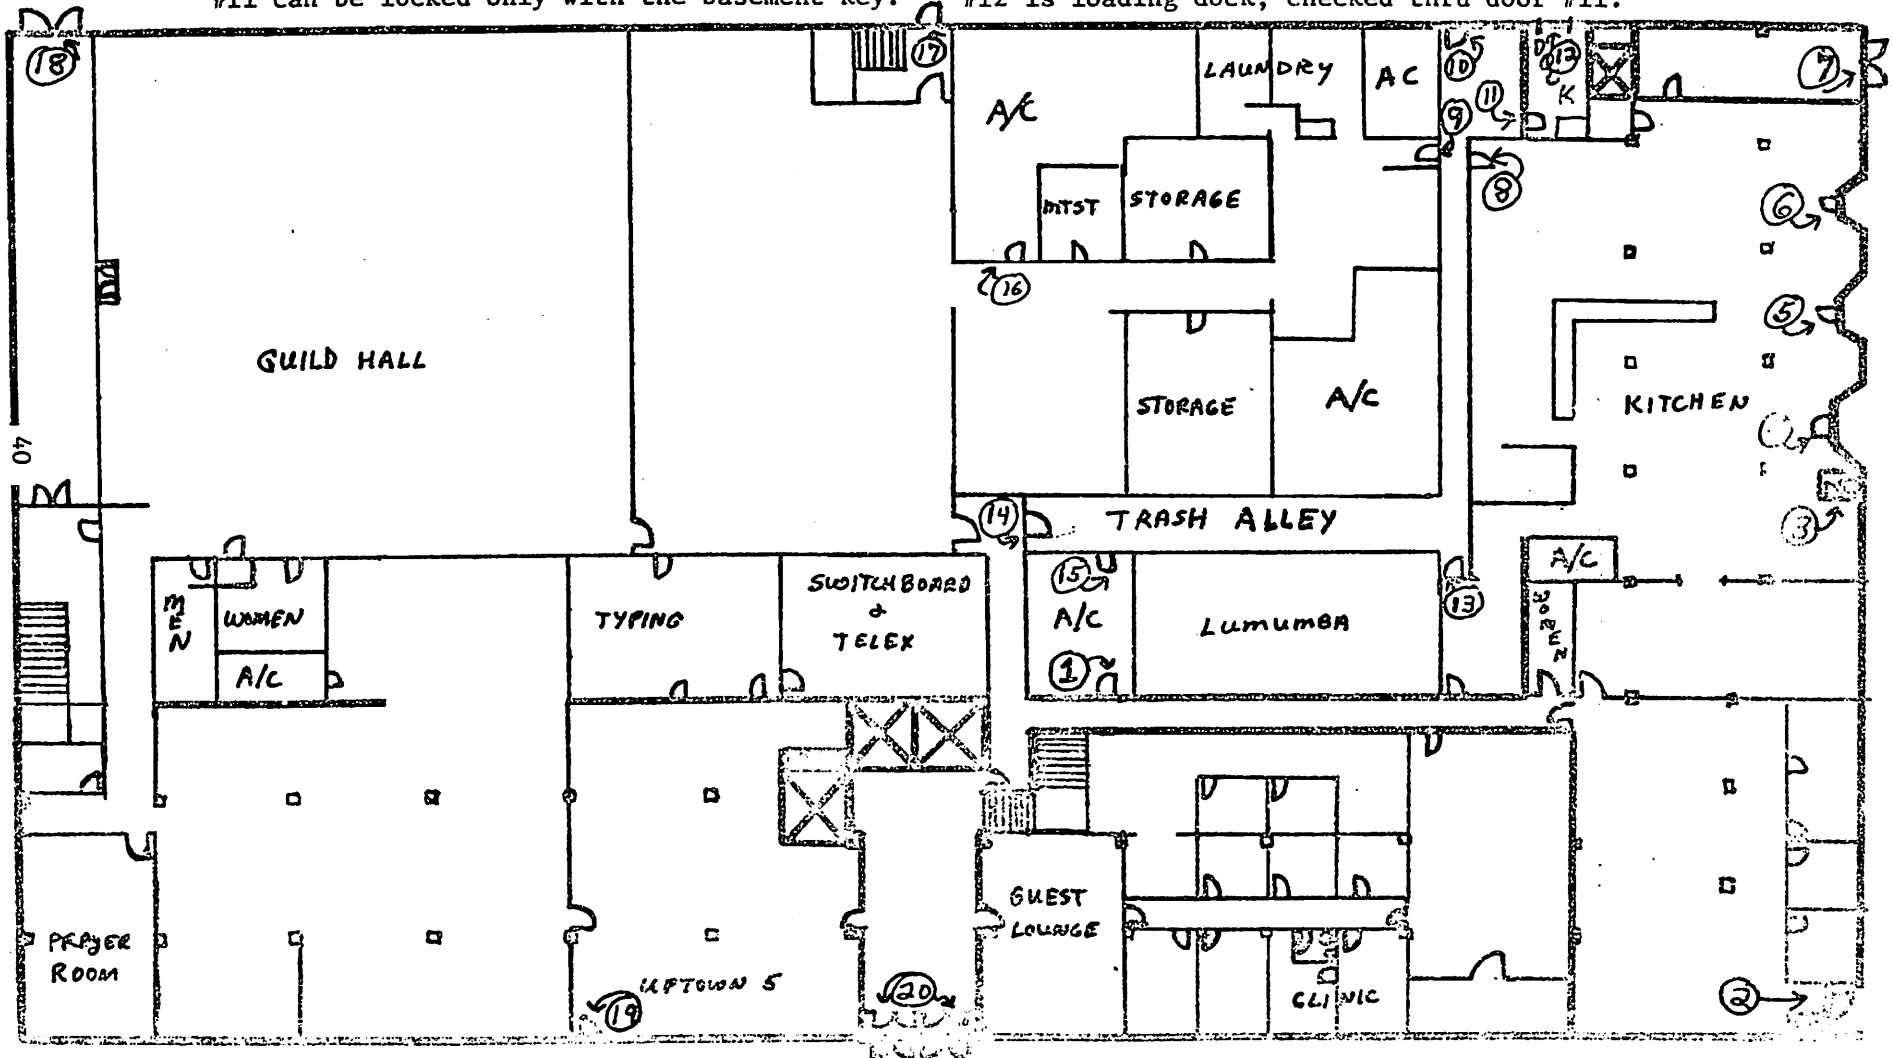 #11 can be locked only with the basement key. #12 is loading dock, checked thru door #11.
18
17
LAUNDRY
AC
10
12
7
A/C
11
K
9
MTST
STORAGE
8
6
16
5
GUILD HALL
STORAGE
A/C
KITCHEN
40
14
TRASH ALLEY
3
MEN
WOMEN
A/C
TYPING
SWITCHBOARD
&
TELEX
15
A/C
1
LUMUMBA
13
A/C
PRAYER
ROOM
GUEST
LOUNGE
UPTOWN 5
19
20
CLINIC
2